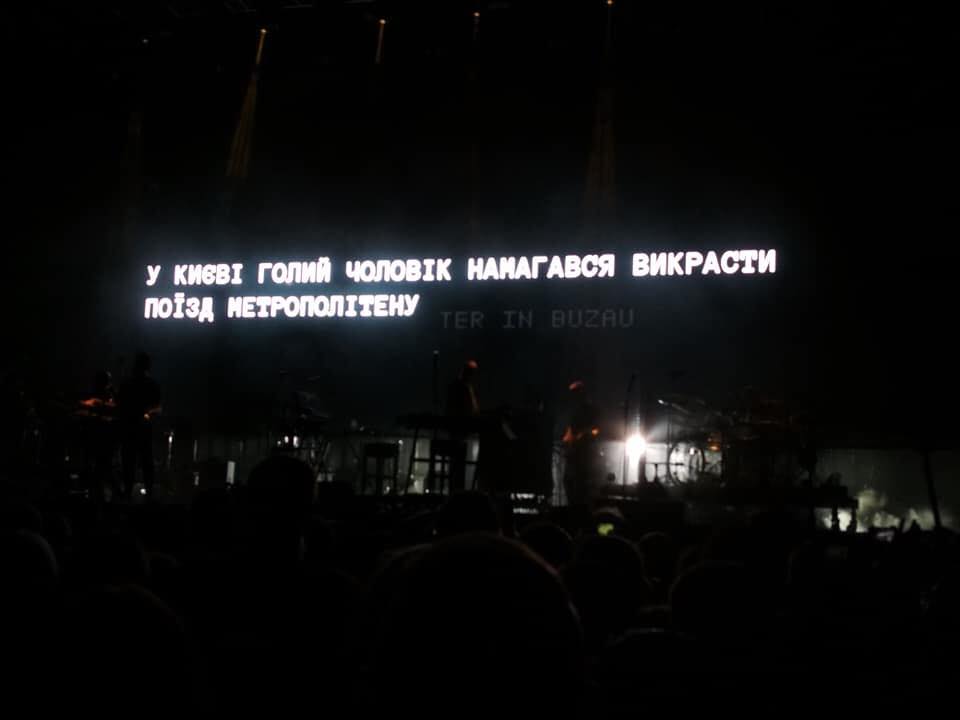 У КИЄВІ ГОЛИЙ ЧОЛОВІК НАМАГАВСЯ ВИКРАСТИ
ПОЇЗД МЕТРОПОЛІТЕНУ
TER IN BUZAU